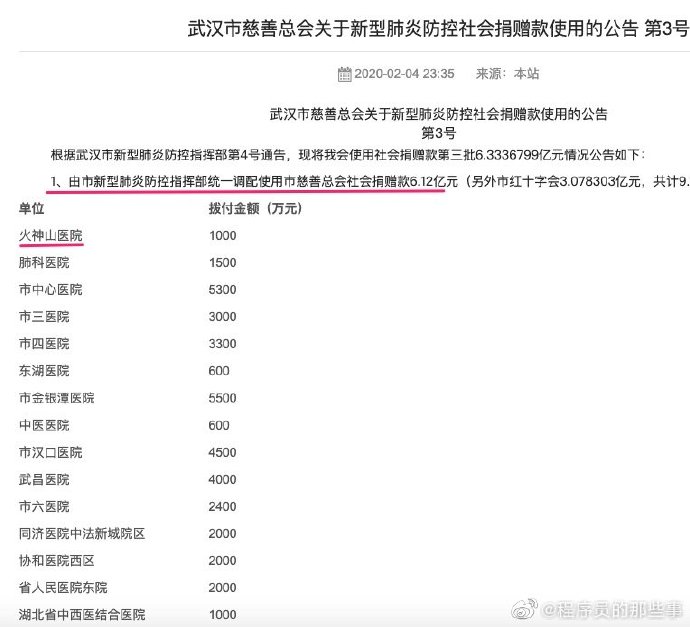 武汉市慈善总会关于新型肺炎防控社会捐赠款使用的公告 第3号
2020-02-04 23:35 来源：本站
武汉市慈善总会关于新型肺炎防控社会捐赠款使用的公告
第3号
根据武汉市新型肺炎防控指挥部第4号通告，现将我会使用社会捐赠款第三批6.3336799亿元情况公告如下：
1、由市新型肺炎防控指挥部统一调配使用市慈善总会社会捐赠款6.12亿元（另外市红十字会3.078303亿元，共计9.
单位 拨付金额（万元）
火神山医院 1000
肺科医院 1500
市中心医院 5300
市三医院 3000
市四医院 3300
东湖医院 600
市金银潭医院 5500
中医医院 600
市汉口医院 4500
武昌医院 4000
市六医院 2400
同济医院中法新城院区 2000
协和医院西区 2000
省人民医院东院 2000
湖北省中西医结合医院 1000
@程序员的那些事